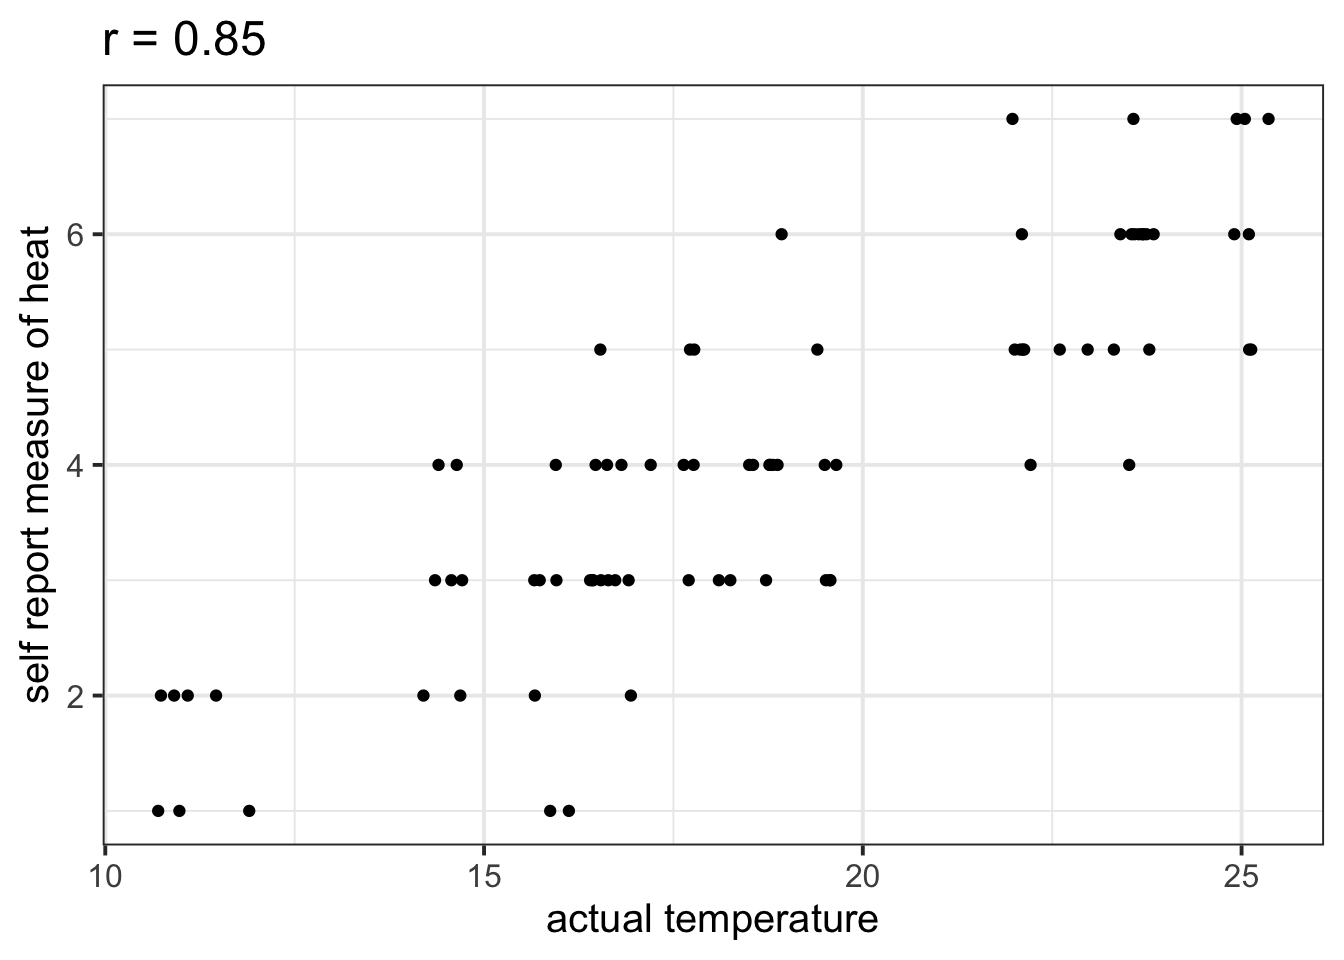 r = 0.85
self report measure of heat
6
4
2
10 15 20 25
actual temperature